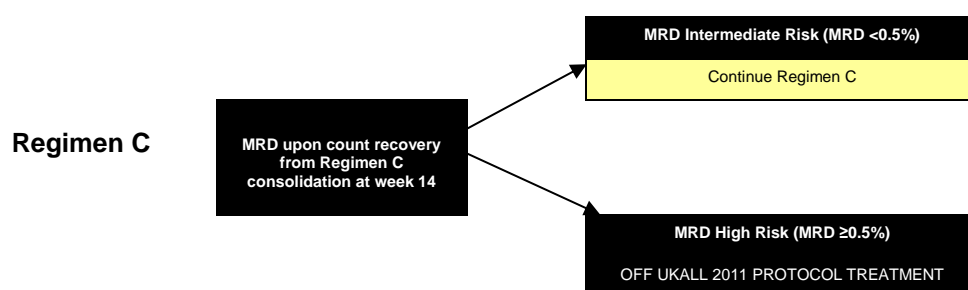 MRD Intermediate Risk (MRD <0.5%)
Continue Regimen C
Regimen C
MRD upon count recovery
from Regimen C
consolidation at week 14
MRD High Risk (MRD ≥0.5%)
OFF UKALL 2011 PROTOCOL TREATMENT